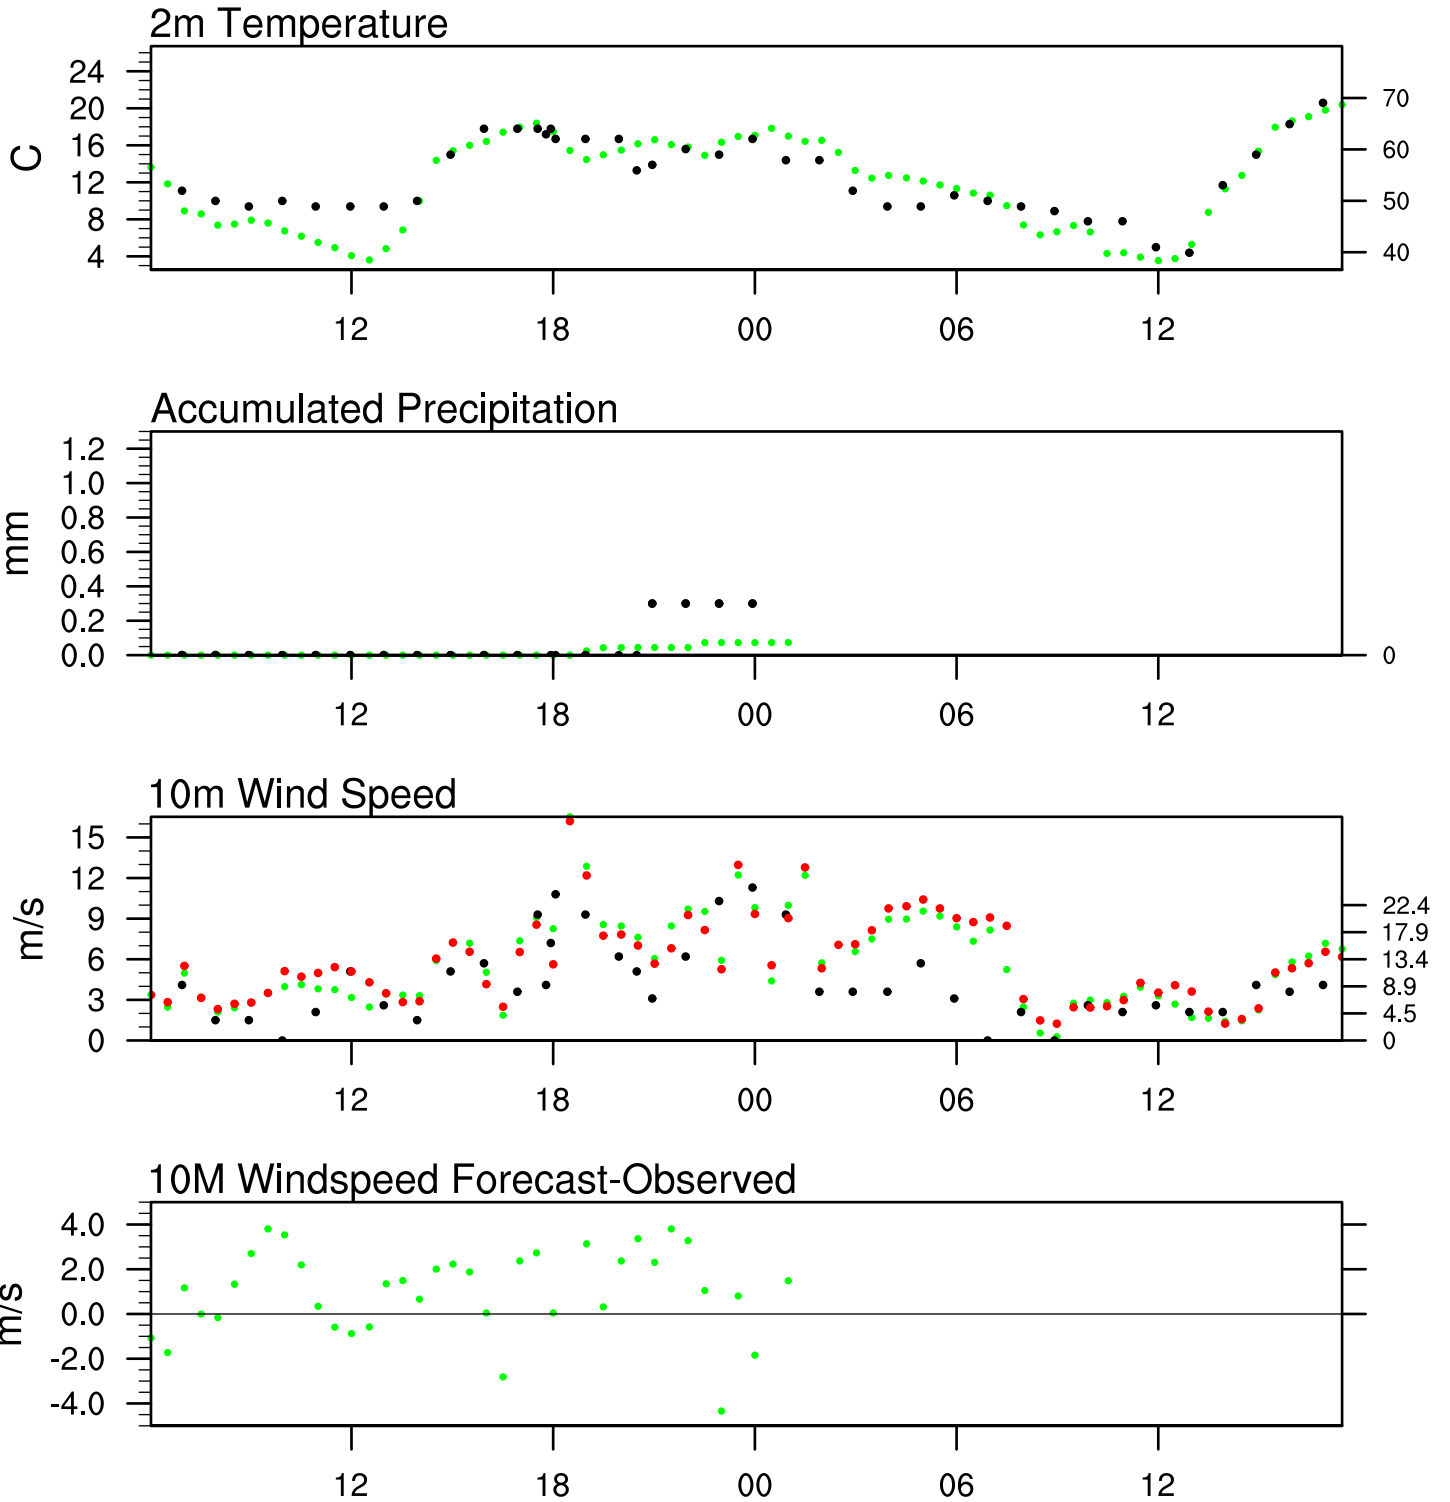 2m Temperature
24
20
16
12
8
4
C
70
60
50
40
12 18 00 06 12
Accumulated Precipitation
1.2
1.0
0.8
0.6
0.4
0.2
0.0
mm
0
12 18 00 06 12
10m Wind Speed
15
12
9
6
3
0
m/s
22.4
17.9
13.4
8.9
4.5
0
12 18 00 06 12
10M Windspeed Forecast-Observed
4.0
2.0
0.0
-2.0
-4.0
m/s
12 18 00 06 12